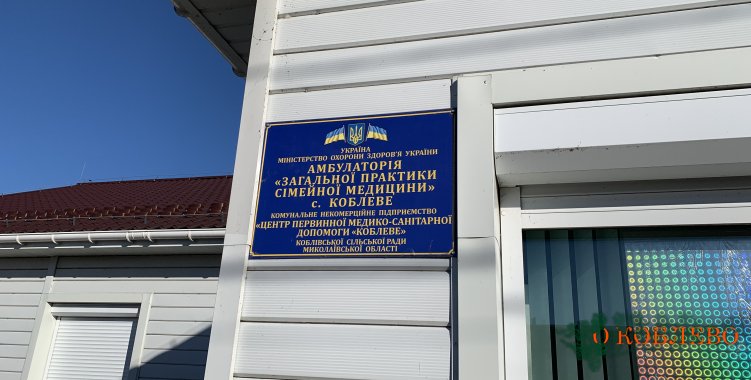 УКРАЇНА
МІНІСТЕРСТВО ОХОРОНИ ЗДОРОВ'Я УКРАЇНИ
АМБУЛАТОРІЯ
«ЗАГАЛЬНОЇ ПРАКТИКИ
СІМЕЙНОЇ МЕДИЦИНИ»
с. КОБЛЕВЕ
КОМУНАЛЬНЕ НЕКОМЕРЦІЙНЕ ПІДПРИЄМСТВО
«ЦЕНТР ПЕРВИННОЇ МЕДИКО-САНІТАРНОЇ
ДОПОМОГИ «КОБЛЕВЕ»
КОБЛІВСЬКОЇ СІЛЬСЬКОЇ РАДИ
МИКОЛАЇВСЬКОЇ ОБЛАСТІ
О КОБЛЕВО